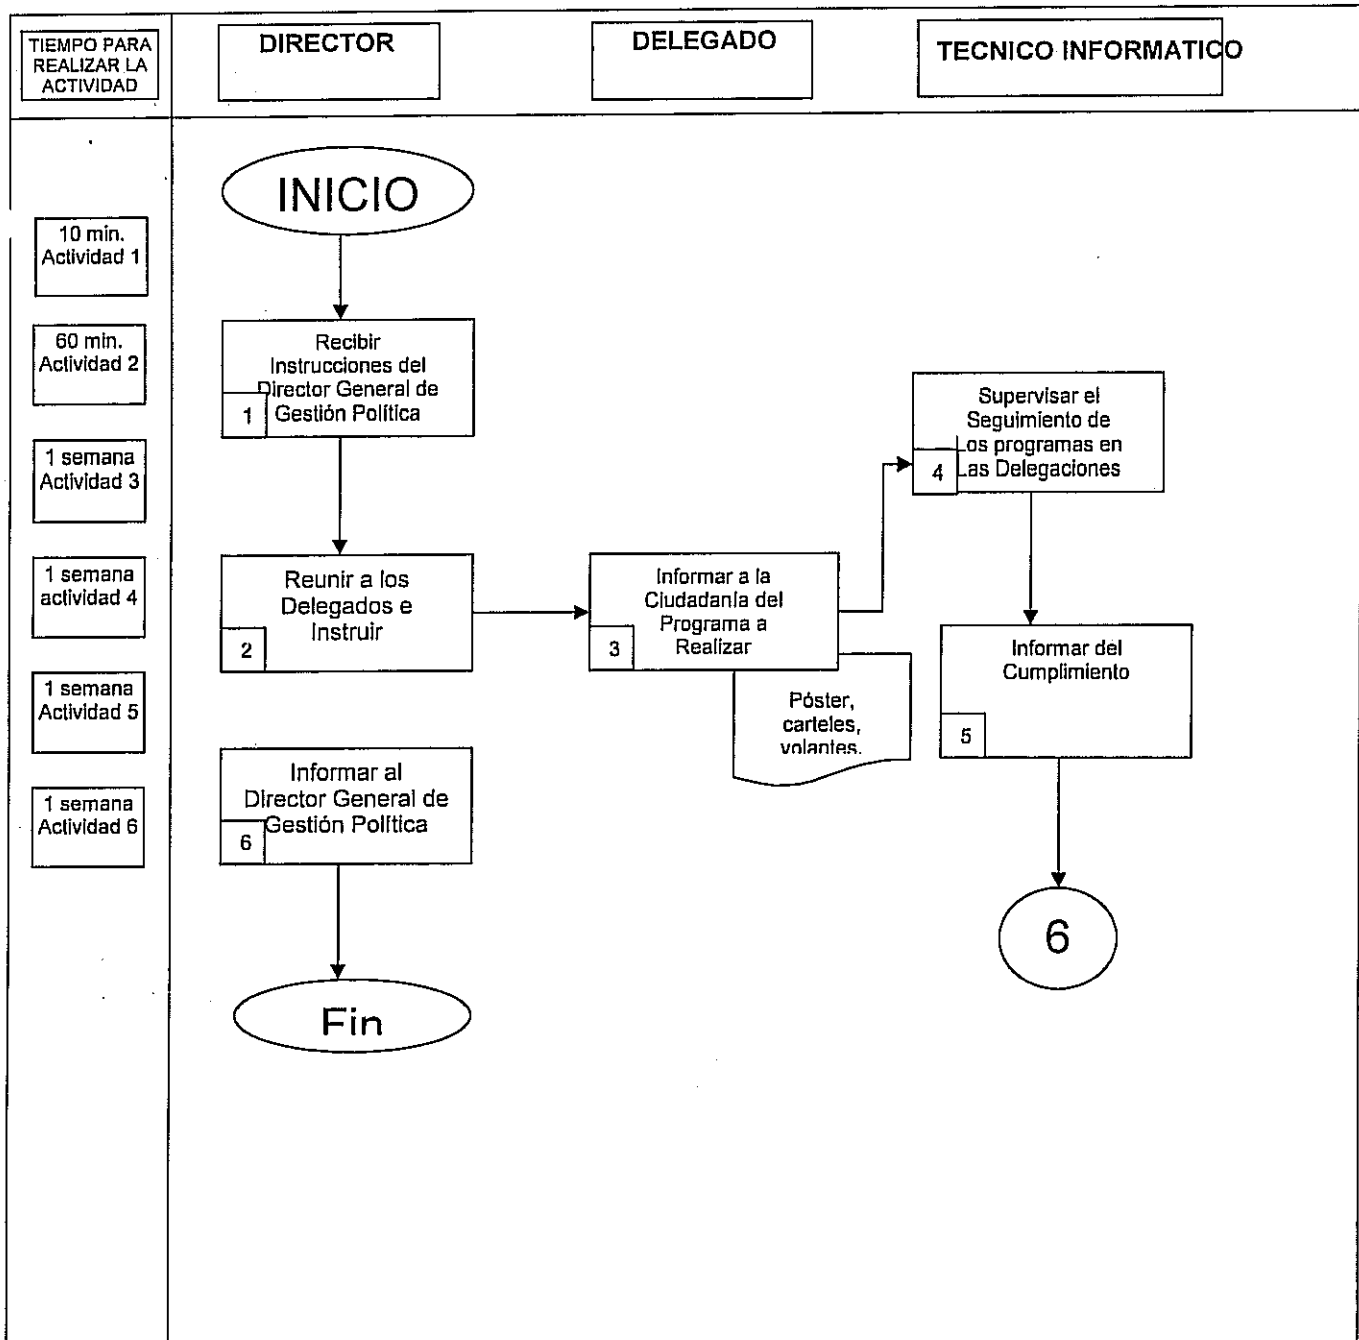 TIEMPO PARA
REALIZAR LA
ACTIVIDAD
DIRECTOR
DELEGADO
TECNICO INFORMATICO
INICIO
10 min.
Actividad 1
60 min.
Actividad 2
1 semana
Actividad 3
1 semana
actividad 4
1 semana
Actividad 5
1 semana
Actividad 6
Recibir
Instrucciones del
Director General de
Gestión Política
1
Reunir a los
Delegados e
Instruir
2
Informar a la
Ciudadanía del
Programa a
Realizar
3
Póster,
carteles,
volantes.
Supervisar el
Seguimiento de
Los programas en
Las Delegaciones
4
Informar del
Cumplimiento
5
6
Informar al
Director General de
Gestión Política
6
Fin